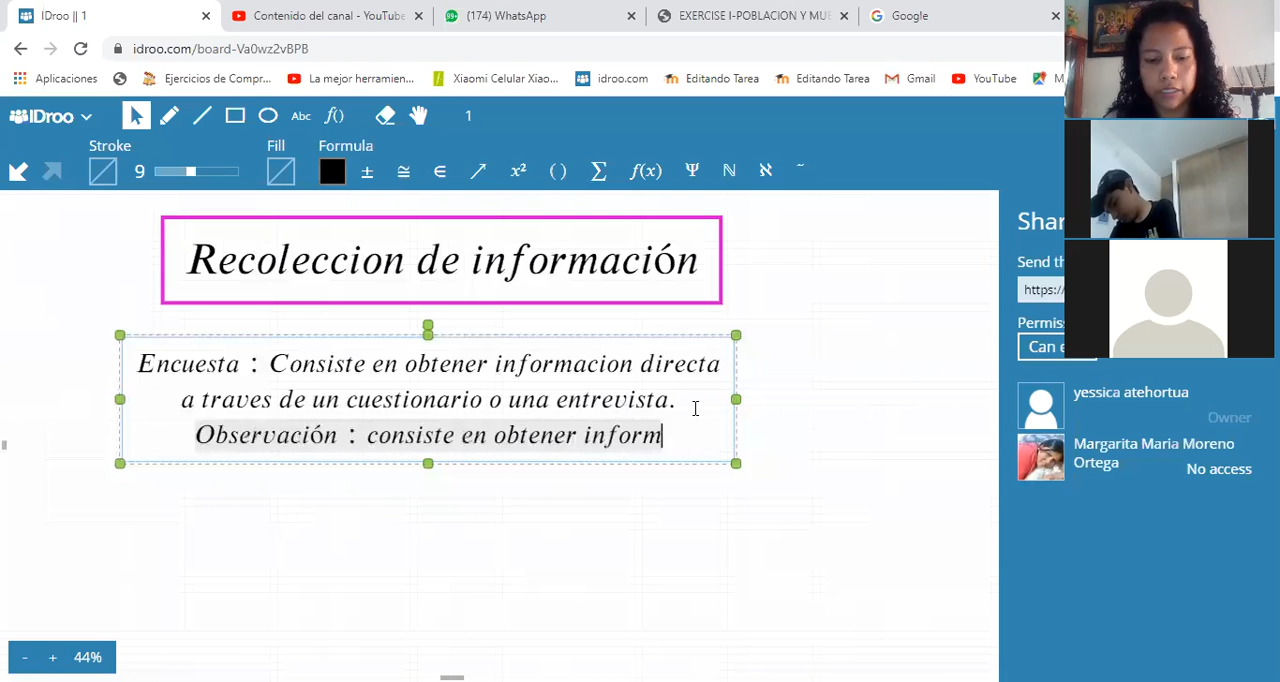 IDroo || 1
Contenido del canal - YouTube
(174) WhatsApp
EXERCISE I-POBLACION Y MUE
Google
idroo.com/board-Va0wz2vBPB
Aplicaciones
Ejercicios de Compr...
La mejor herramien...
Xiaomi Celular Xiao...
idroo.com
Editando Tarea
Editando Tarea
Gmail
YouTube
M
IDroo
Abc
f()
1
Stroke
Fill
Formula
9
± ≅ ∈ x² ( ) ∑ f(x) Ψ ℕ ℵ ~
Recoleccion de información
Encuesta : Consiste en obtener informacion directa
a traves de un cuestionario o una entrevista.
Observación : consiste en obtener inform
Shar
Send th
https:/
Permis
Can e
yessica atehortua
Owner
Margarita Maria Moreno
Ortega
No access
- + 44%